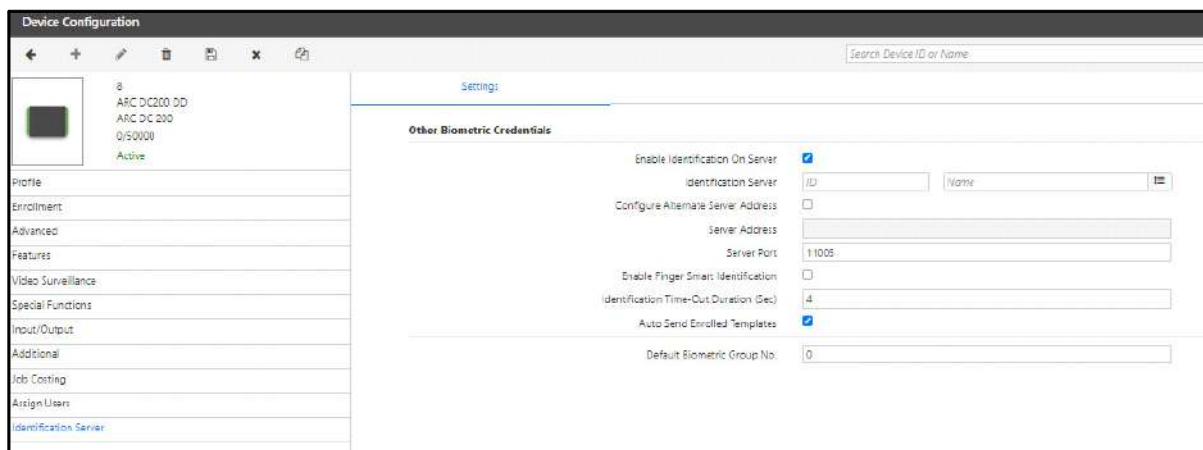 Device Configuration
Search Device ID or Name
8
ARC DC200 DD
ARC DC 200
0/50000
Active
Profile
Enrollment
Advanced
Features
Video Surveillance
Special Functions
Input/Output
Additional
Job Costing
Assign Users
Identification Server
Settings
Other Biometric Credentials
Enable Identification On Server
Identification Server ID Name
Configure Alternate Server Address
Server Address
Server Port 11005
Enable Finger Smart Identification
Identification Time-Out Duration (Sec) 4
Auto Send Enrolled Templates
Default Biometric Group No. 0